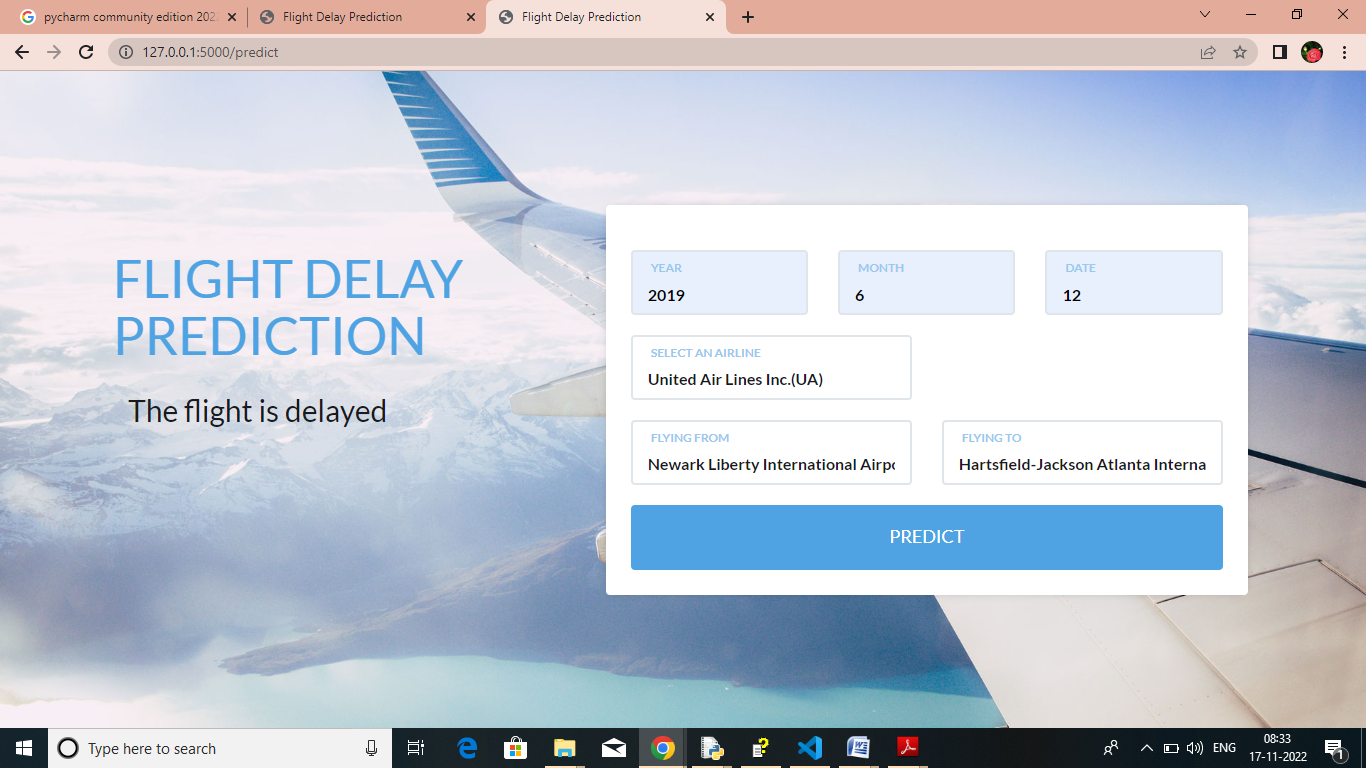 pycharm community edition 202
Flight Delay Prediction
Flight Delay Prediction
127.0.0.1:5000/predict
FLIGHT DELAY
PREDICTION
The flight is delayed
YEAR
2019
MONTH
6
DATE
12
SELECT AN AIRLINE
United Air Lines Inc.(UA)
FLYING FROM
Newark Liberty International Airpo
FLYING TO
Hartsfield-Jackson Atlanta Interna
PREDICT
Type here to search
ENG
08:33
17-11-2022
1